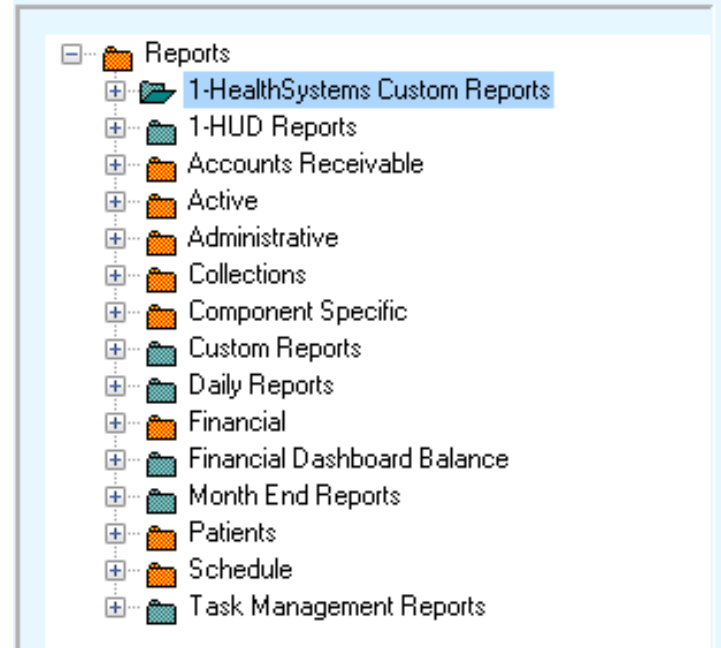 Reports
1-HealthSystems Custom Reports
1-HUD Reports
Accounts Receivable
Active
Administrative
Collections
Component Specific
Custom Reports
Daily Reports
Financial
Financial Dashboard Balance
Month End Reports
Patients
Schedule
Task Management Reports